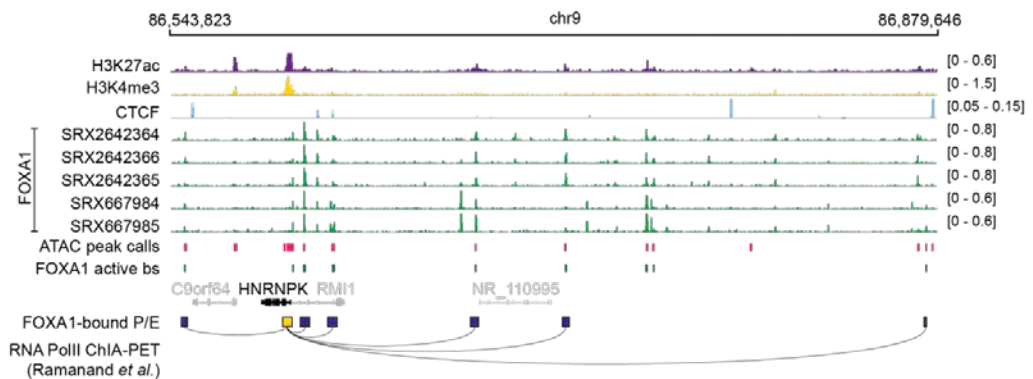 86,543,823 chr9 86,879,646
H3K27ac [0 - 0.6]
H3K4me3 [0 - 1.5]
CTCF [0.05 - 0.15]
FOXA1
SRX2642364 [0 - 0.8]
SRX2642366 [0 - 0.8]
SRX2642365 [0 - 0.8]
SRX667984 [0 - 0.6]
SRX667985 [0 - 0.6]
ATAC peak calls
FOXA1 active bs
C9orf64 HNRNPK RMI1 NR_110995
FOXA1-bound P/E
RNA PolII ChIA-PET
(Ramanand et al.)